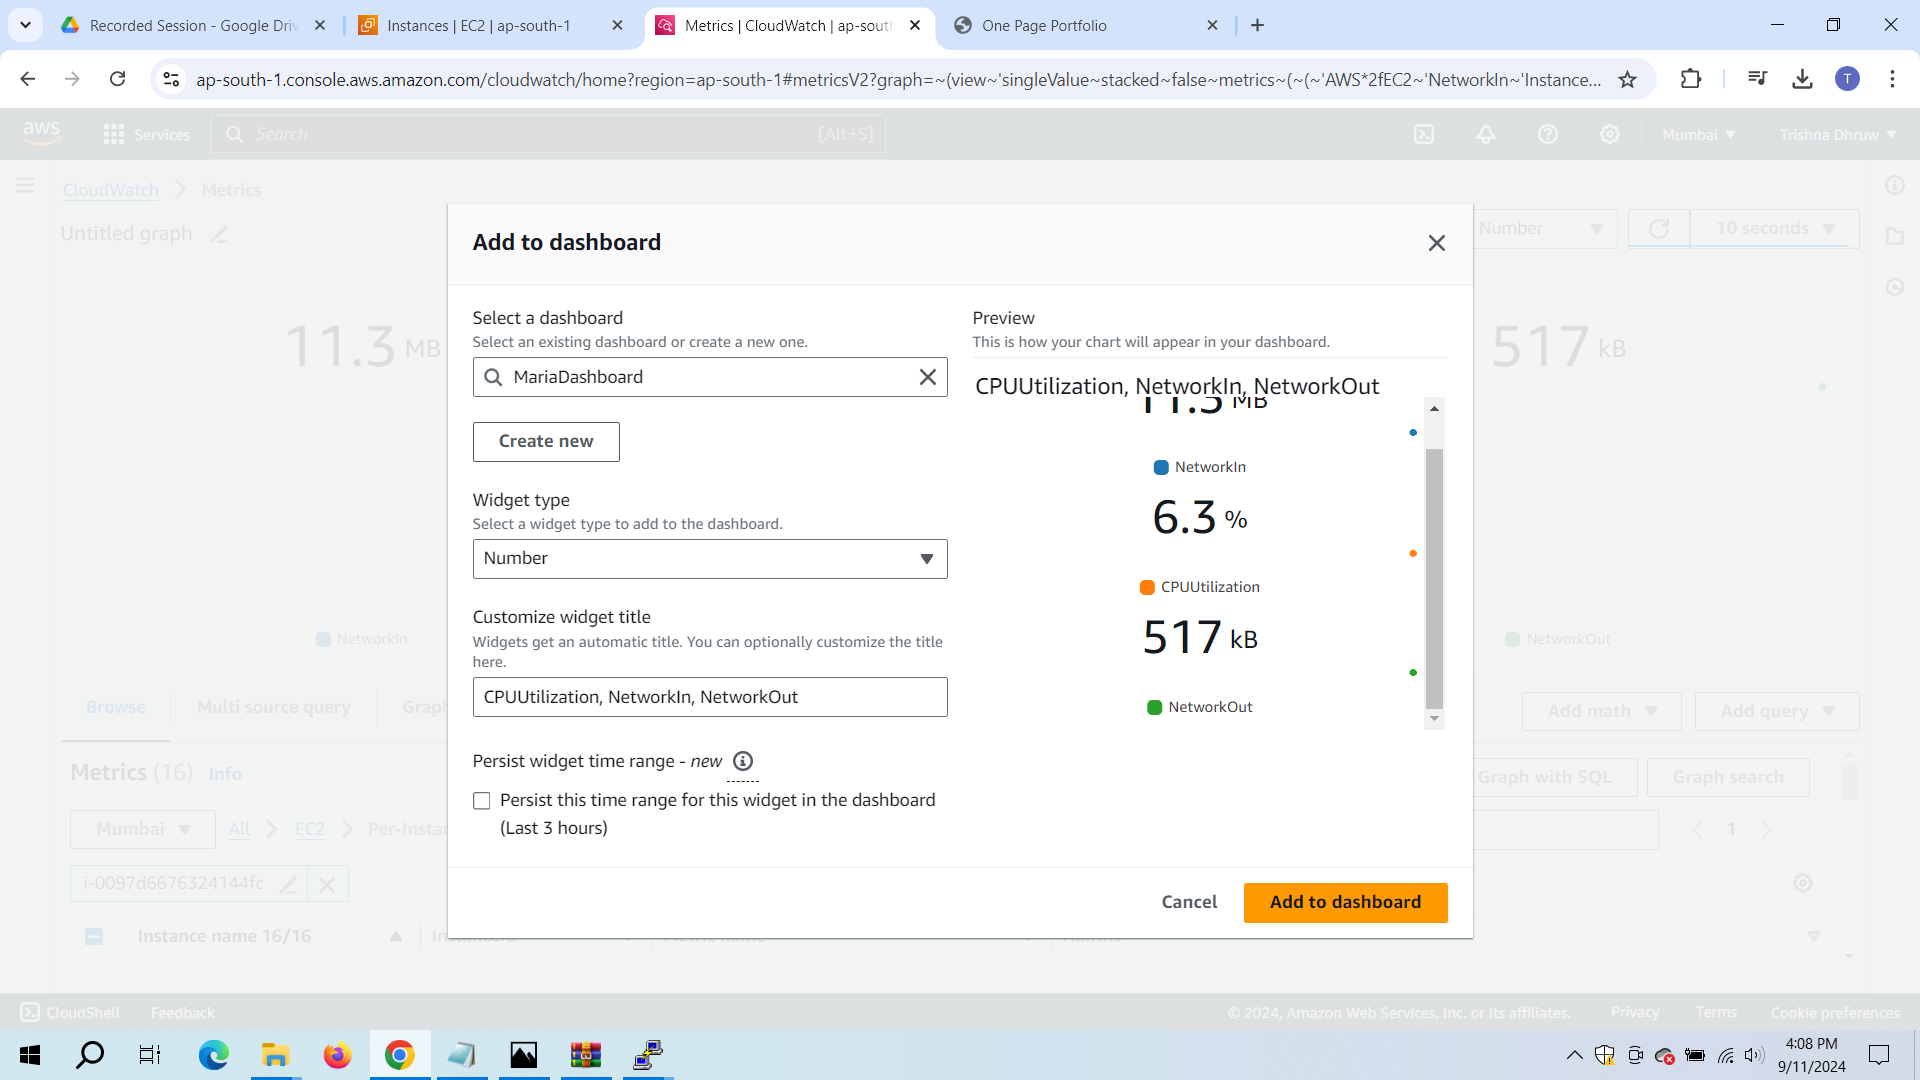 Recorded Session - Google Driv
Instances | EC2 | ap-south-1
Metrics | CloudWatch | ap-sout
One Page Portfolio
ap-south-1.console.aws.amazon.com/cloudwatch/home?region=ap-south-1#metricsV2?graph=~(view~'singleValue~stacked~false~metrics~(~(~'AWS*2fEC2~'NetworkIn~'Instance...
T
aws
Services
Search
[Alt+S]
Mumbai
Trishna Dhruw
CloudWatch
Metrics
Untitled graph
Number
10 seconds
11.3 MB
517 kB
NetworkIn
NetworkOut
Add to dashboard
Select a dashboard
Select an existing dashboard or create a new one.
MariaDashboard
Create new
Widget type
Select a widget type to add to the dashboard.
Number
Customize widget title
Widgets get an automatic title. You can optionally customize the title
here.
CPUUtilization, NetworkIn, NetworkOut
Persist widget time range - new
Persist this time range for this widget in the dashboard
(Last 3 hours)
Preview
This is how your chart will appear in your dashboard.
CPUUtilization, NetworkIn, NetworkOut
11.3 MB
NetworkIn
6.3 %
CPUUtilization
517 kB
NetworkOut
Cancel
Add to dashboard
Browse
Multi source query
Graph
Add math
Add query
Metrics (16)
Info
Graph with SQL
Graph search
Mumbai
All
EC2
Per-Instan
1
i-0097d6676324144fc
Instance name 16/16
CloudShell
Feedback
© 2024, Amazon Web Services, Inc. or its affiliates.
Privacy
Terms
Cookie preferences
4:08 PM
9/11/2024